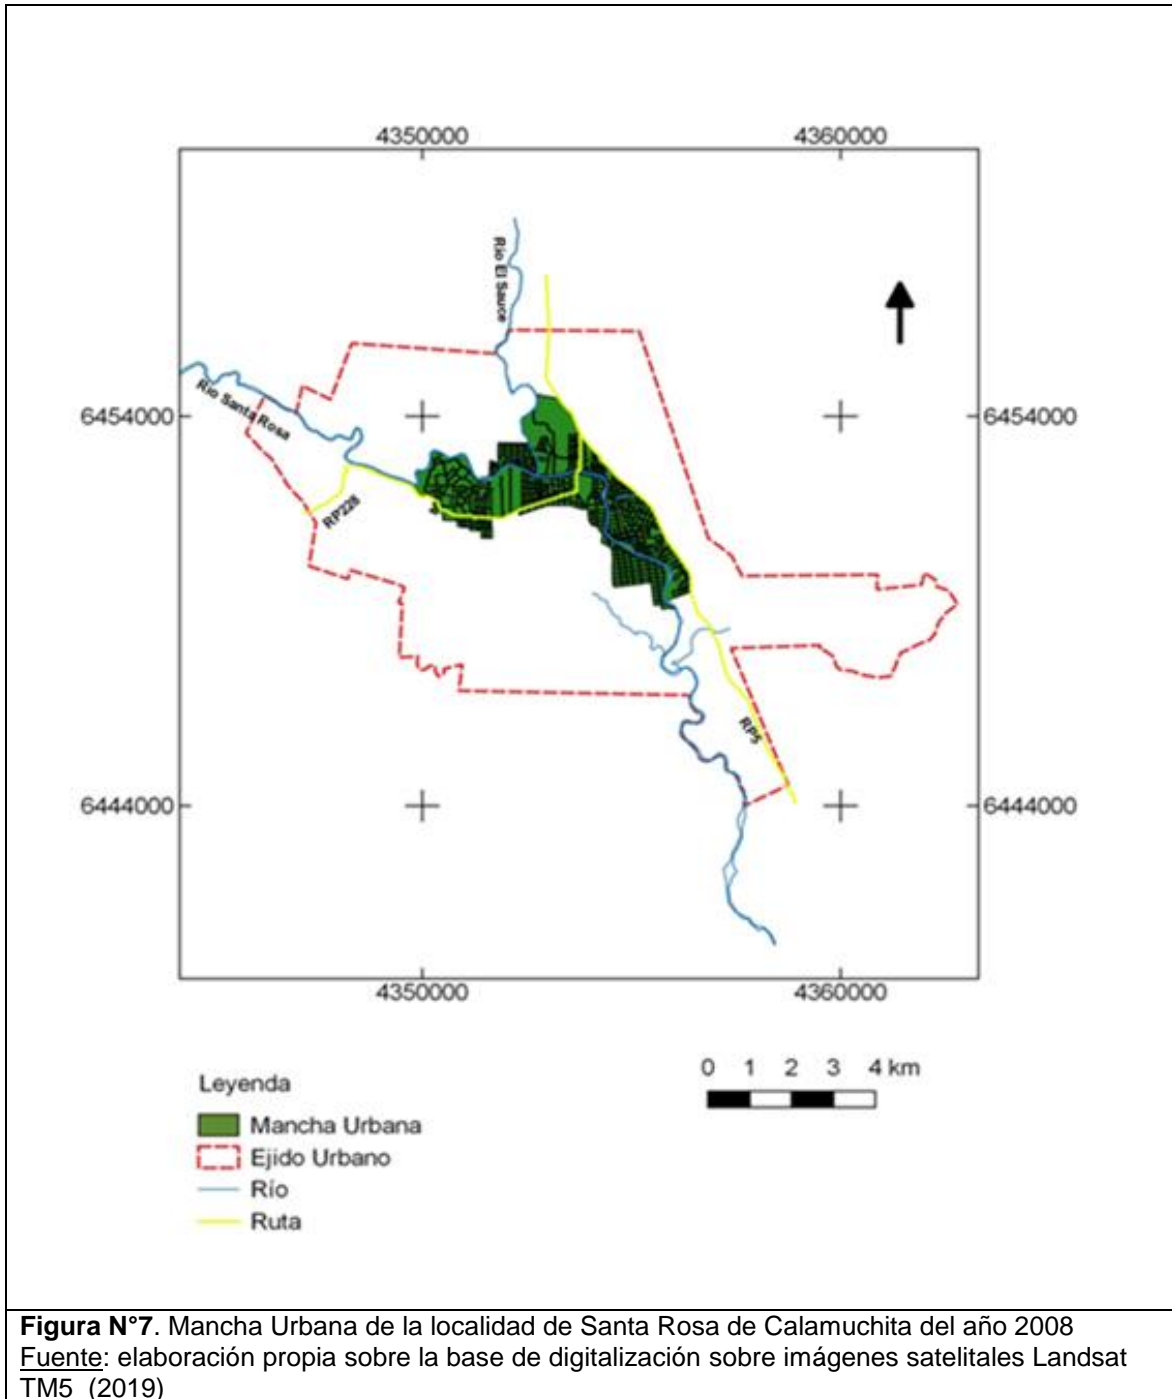 4350000 4360000
Río El Sauce
6454000 6454000
Río Santa Rosa
RP228
RP5
6444000 6444000
4350000 4360000
0 1 2 3 4 km
Leyenda
Mancha Urbana
Ejido Urbano
Río
Ruta
Figura N°7. Mancha Urbana de la localidad de Santa Rosa de Calamuchita del año 2008
Fuente: elaboración propia sobre la base de digitalización sobre imágenes satelitales Landsat
TM5 (2019)